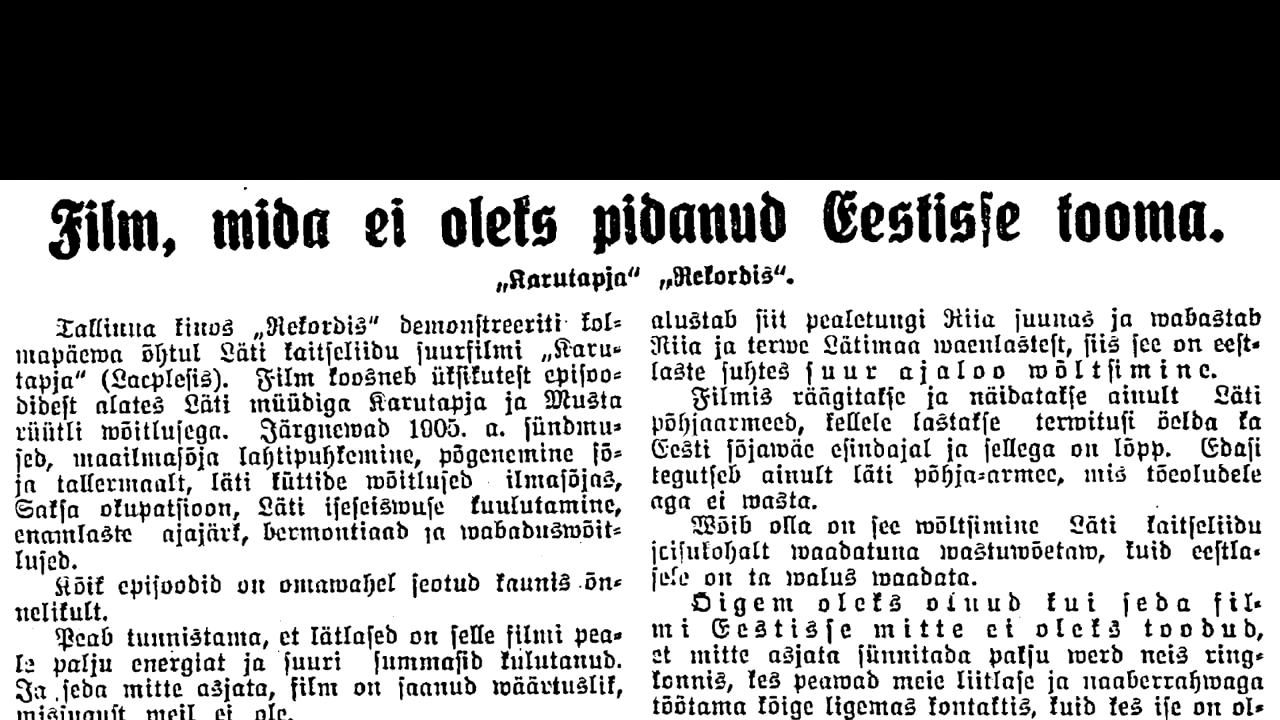 Film, mida ei oleks pidanud Eestisse tooma.
„Karutapja“ „Rekordis“.
Tallinna kinos „Rekordis“ demonstreeriti kol-
mapäewa õhtul Läti kaitseliidu suurfilmi „Karu-
tapja“ (Lacplesis). Film koosneb üksikutest episoo-
didest alates Läti müüdiga Karutapja ja Musta
rüütli wõitlusega. Järgnewad 1905. a. sündmu-
sed, maailmasõja lahtipuhkemine, põgenemine sõ-
ja tallermaalt, läti küttide wõitlused ilmasõjas,
Saksa okupatsioon, Läti iseseiswuse kuulutamine,
enamlaste ajajärk, bermontiaad ja wabaduswõit-
lused.
Kõik episoodid on omawahel seotud kaunis õn-
nelikult.
Peab tunnistama, et lätlased on selle filmi pea-
le palju energiat ja suuri summasid kulutanud.
Ja seda mitte asjata, film on saanud wäärtuslik,
misjugust meil ei ole.
alustab siit pealetungi Riia suunas ja wabastab
Riia ja terwe Lätimaa waenlastest, siis see on eest-
laste suhtes suur ajaloo wõltsimine.
Filmis räägitakse ja näidatakse ainult Läti
põhjaarmeed, kellele lastakse terwitusi öelda ka
Eesti sõjawäe esindajal ja sellega on lõpp. Edasi
tegutseb ainult läti põhja-armee, mis tõeoludele
aga ei wasta.
Wõib olla on see wõltsimine Läti kaitseliidu
seisukohalt waadatuna wastuwõetaw, kuid eestla-
sele on ta walus waadata.
Õigem oleks olnud kui seda fil-
mi Eestisse mitte ei oleks toodud,
et mitte asjata sünnitada paksu werd neis ring-
konnis, kes peawad meie liitlase ja naaberrahwaga
töötama kõige ligemas kontaktis, kuid kes ise on ol-